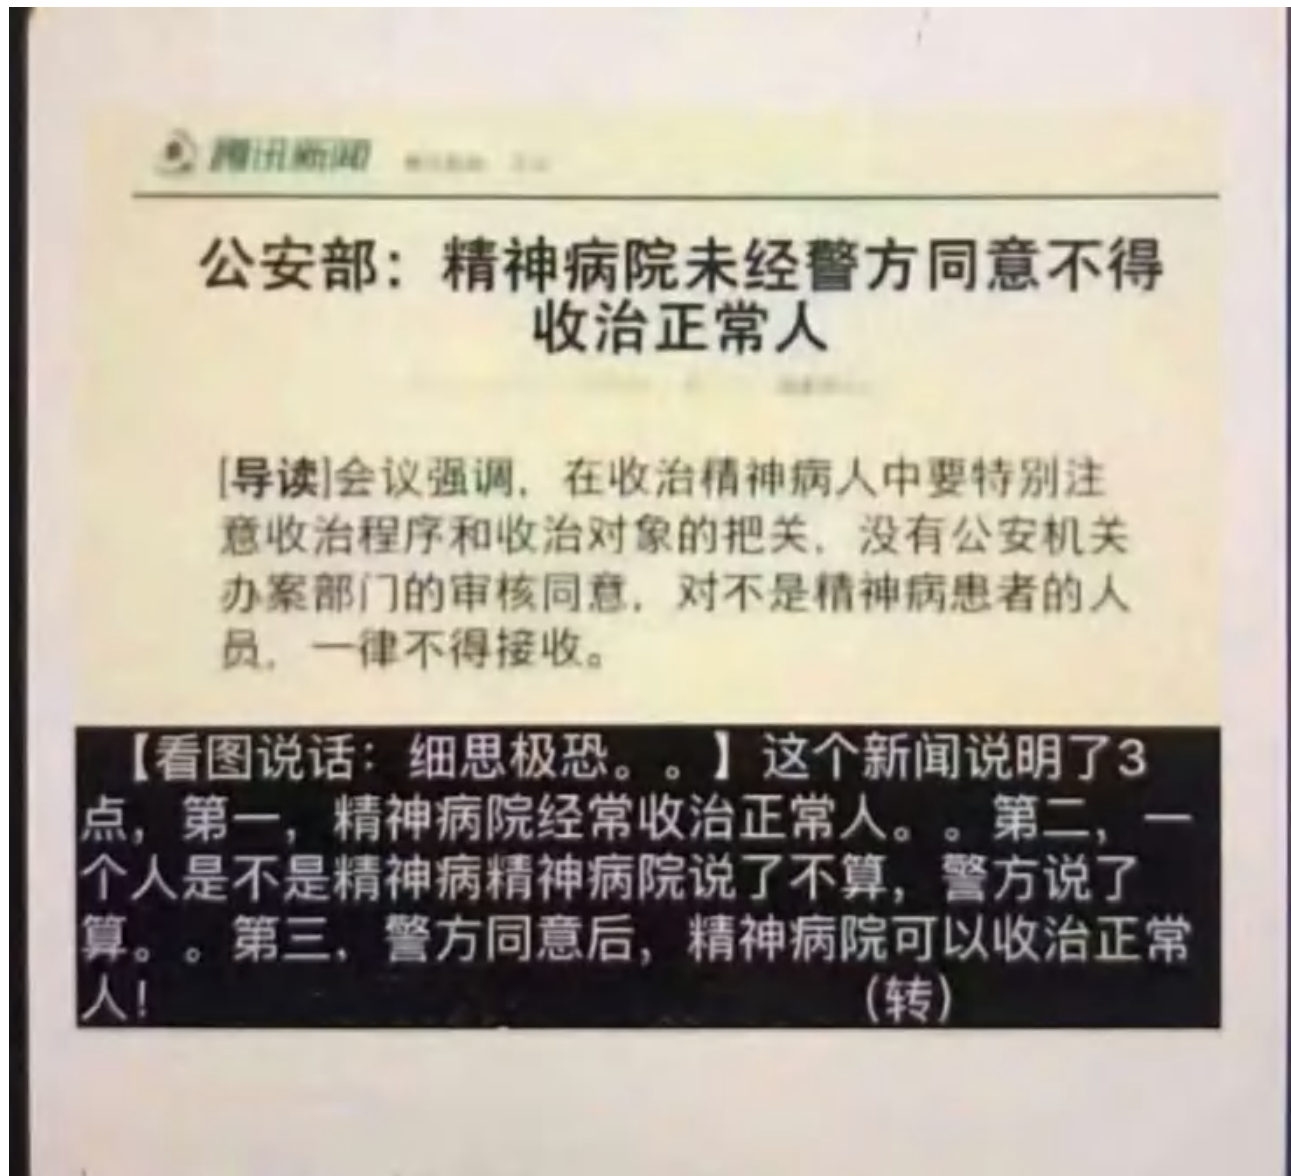 腾讯新闻
公安部：精神病院未经警方同意不得
收治正常人
[导读]会议强调，在收治精神病人中要特别注
意收治程序和收治对象的把关，没有公安机关
办案部门的审核同意，对不是精神病患者的人
员，一律不得接收。
【看图说话：细思极恐。。】这个新闻说明了3
点，第一，精神病院经常收治正常人。。第二，一
个人是不是精神病精神病院说了不算，警方说了
算。。第三，警方同意后，精神病院可以收治正常
人！ （转）